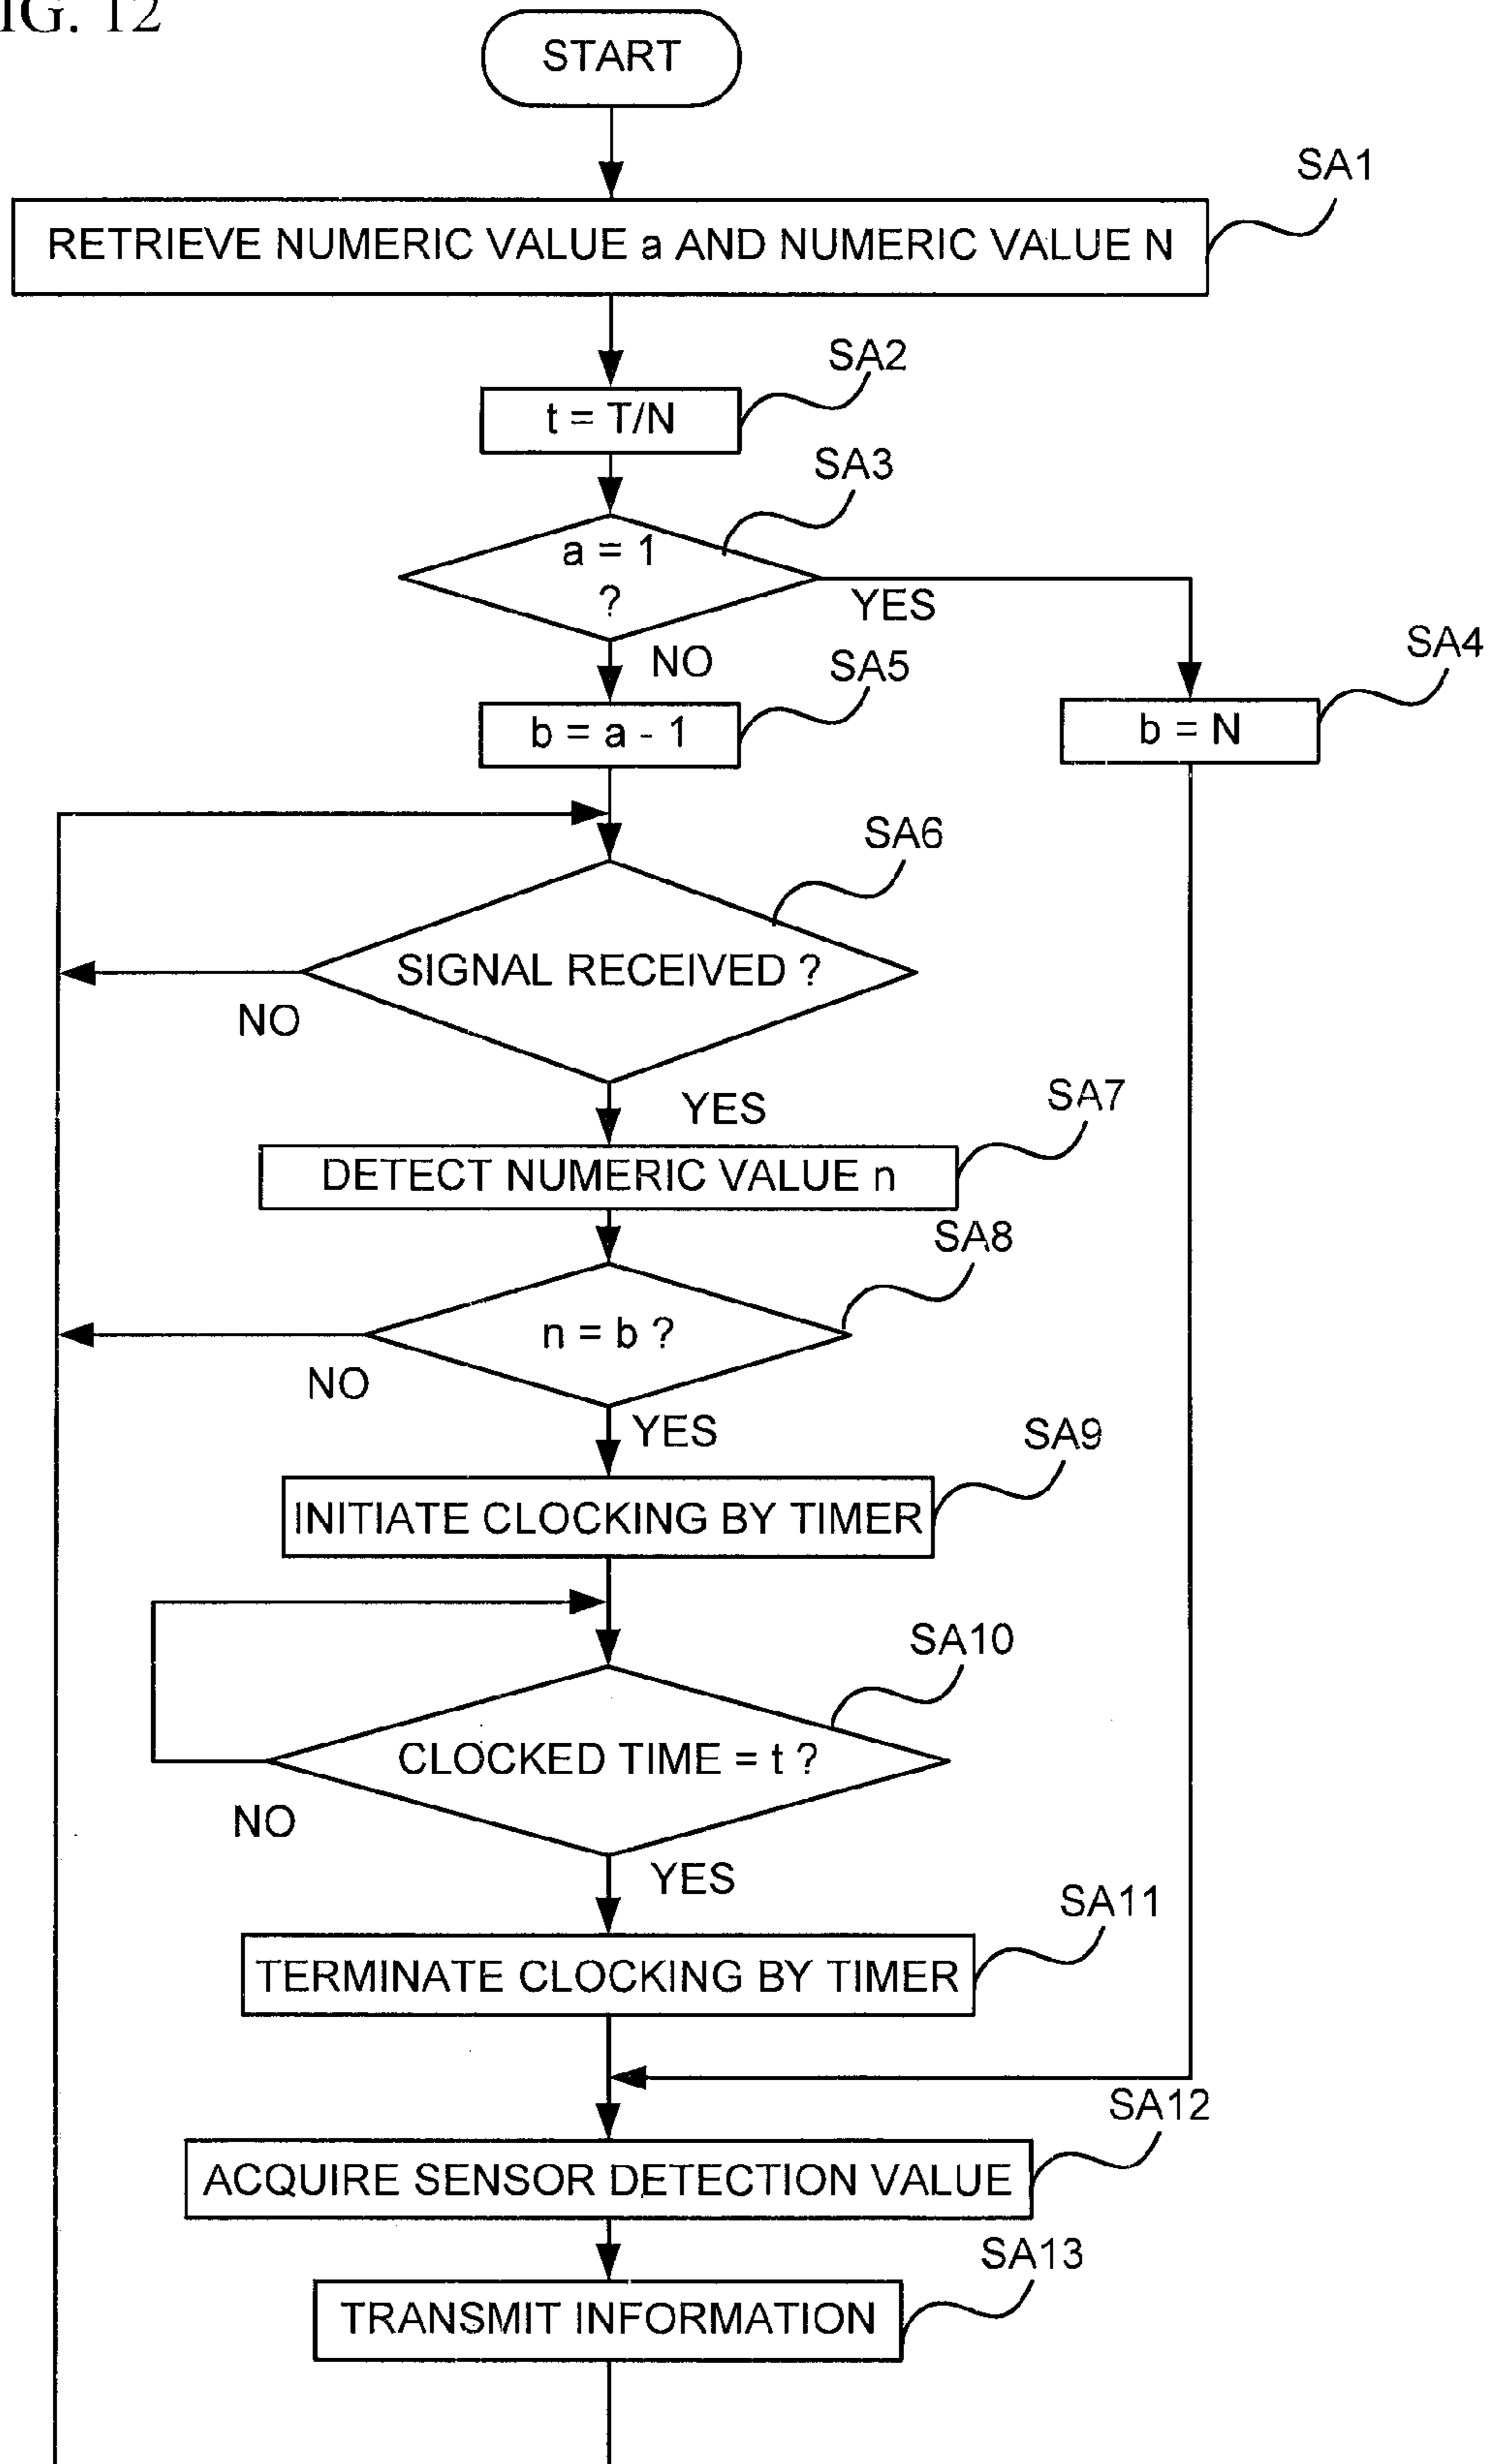 IG. 12
START
SA1
RETRIEVE NUMERIC VALUE a AND NUMERIC VALUE N
SA2
t = T/N
SA3
a = 1
?
YES
NO
SA5
SA4
b = a - 1
b = N
SA6
SIGNAL RECEIVED ?
NO
YES
SA7
DETECT NUMERIC VALUE n
SA8
n = b ?
NO
YES
SA9
INITIATE CLOCKING BY TIMER
SA10
CLOCKED TIME = t ?
NO
YES
SA11
TERMINATE CLOCKING BY TIMER
SA12
ACQUIRE SENSOR DETECTION VALUE
SA13
TRANSMIT INFORMATION